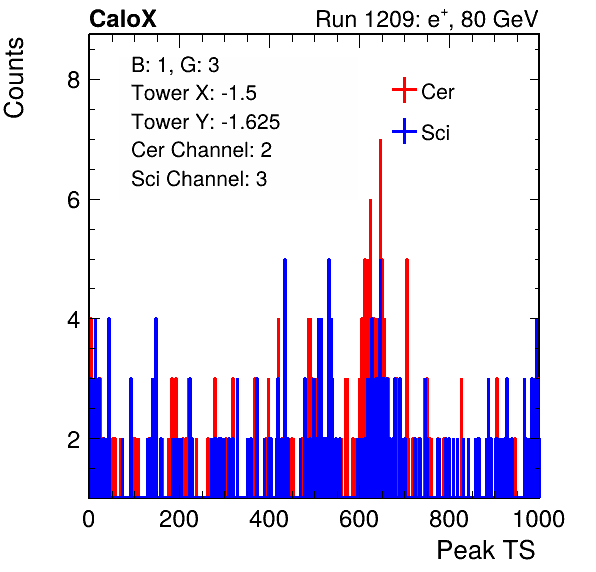 CaloX Run 1209: e+, 80 GeV
Counts
B: 1, G: 3
Tower X: -1.5
Tower Y: -1.625
Cer Channel: 2
Sci Channel: 3
Cer
Sci
8
6
4
2
0 200 400 600 800 1000
Peak TS